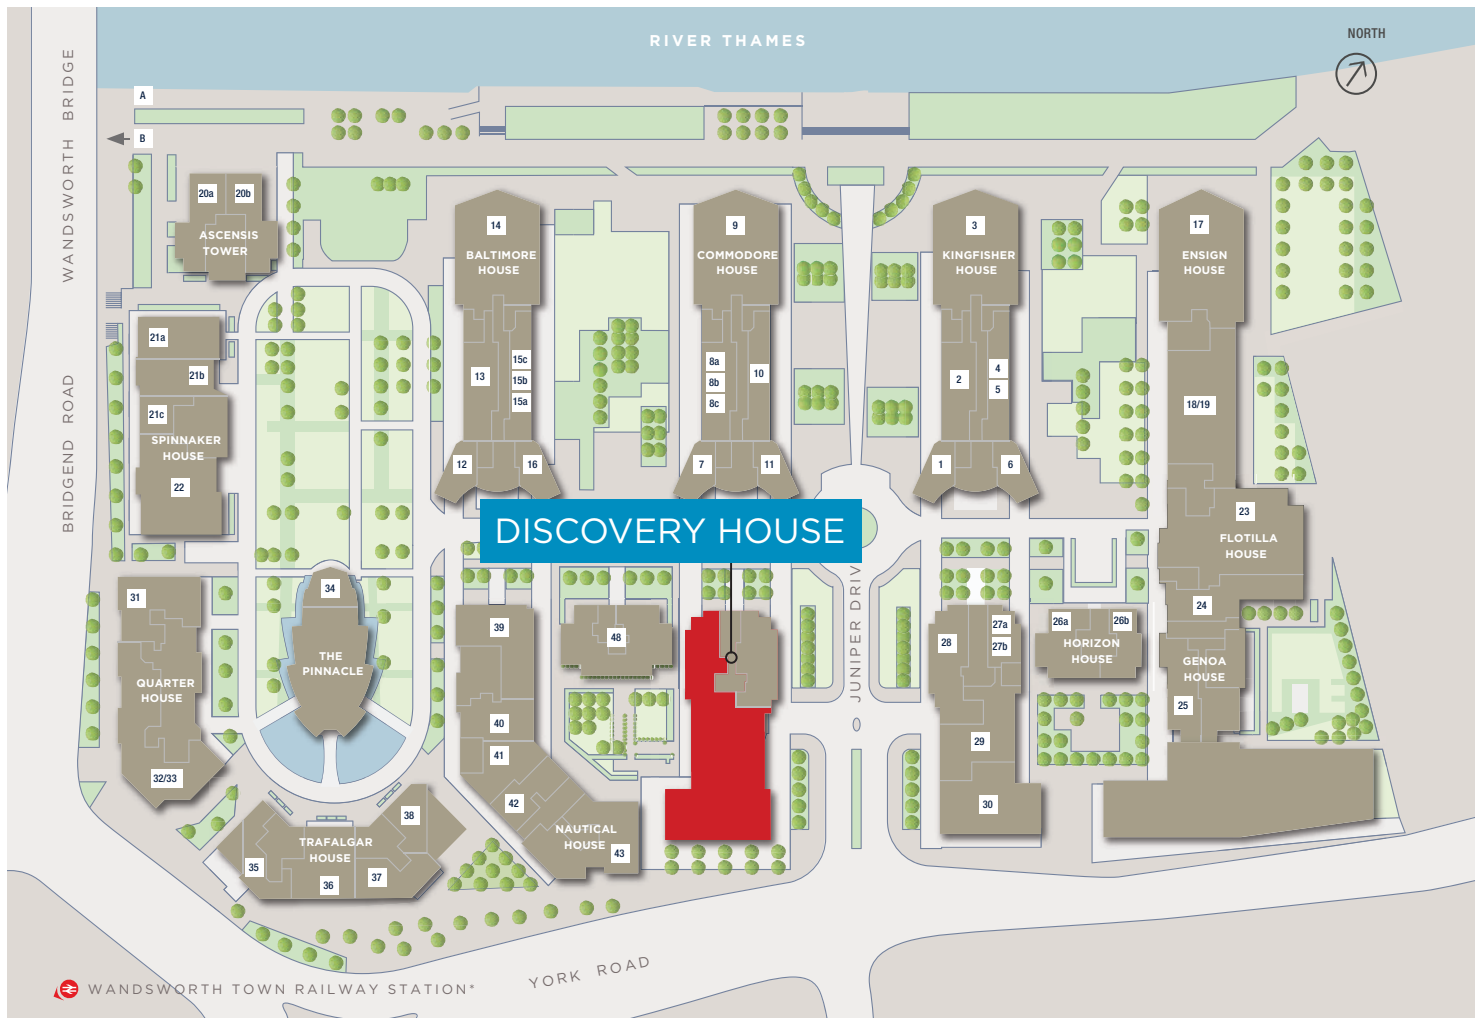 RIVER THAMES
NORTH
WANDSWORTH BRIDGE
BRIDGEND ROAD
A
B
20a
20b
ASCENSIS
TOWER
14
BALTIMORE
HOUSE
9
COMMODORE
HOUSE
3
KINGFISHER
HOUSE
17
ENSIGN
HOUSE
21a
21b
21c
SPINNAKER
HOUSE
22
13
15c
15b
15a
12
16
8a
8b
8c
10
7
11
2
4
5
1
6
18/19
23
FLOTILLA
HOUSE
24
DISCOVERY HOUSE
JUNIPER DRIV
31
QUARTER
HOUSE
32/33
34
THE
PINNACLE
39
40
41
42
NAUTICAL
HOUSE
43
48
28
27a
27b
29
30
26a
26b
HORIZON
HOUSE
GENOA
HOUSE
25
38
TRAFALGAR
HOUSE
35
36
37
YORK ROAD
WANDSWORTH TOWN RAILWAY STATION*